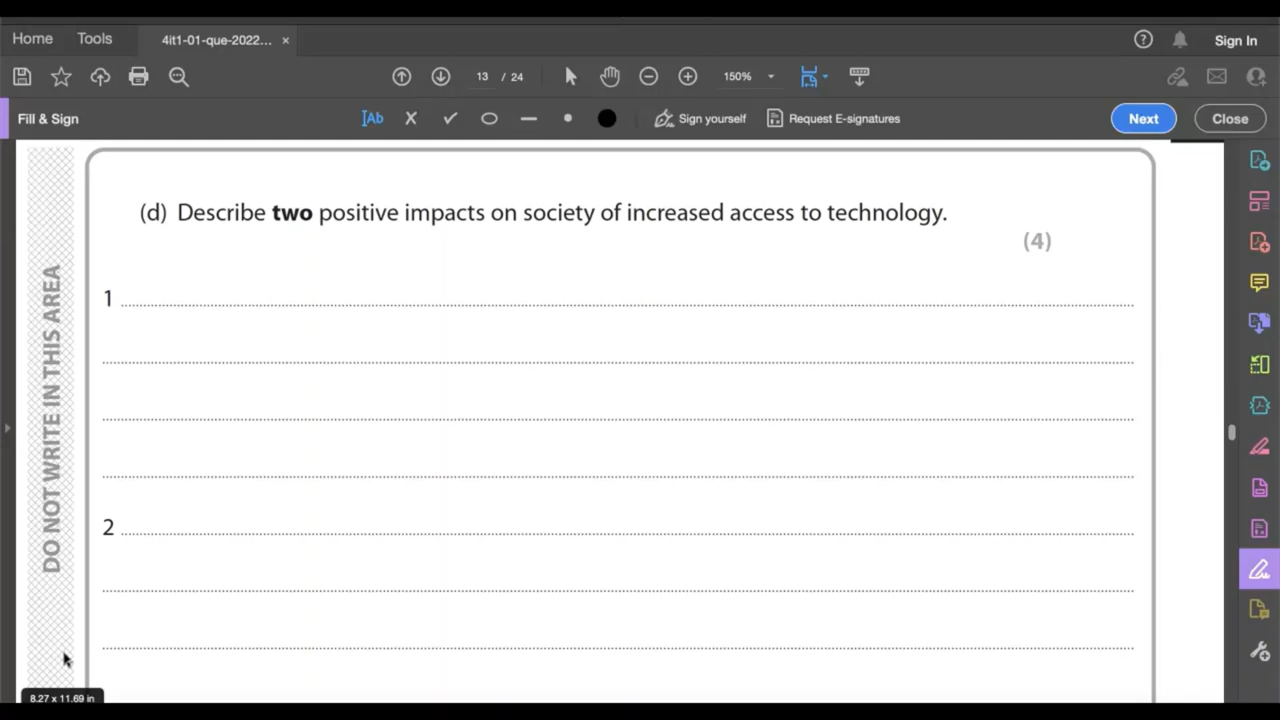 Home Tools 4it1-01-que-2022... × Sign In
13 / 24 150%
Fill & Sign IAb Sign yourself Request E-signatures Next Close
(d) Describe two positive impacts on society of increased access to technology.
(4)
1
2
DO NOT WRITE IN THIS AREA
8.27 x 11.69 in